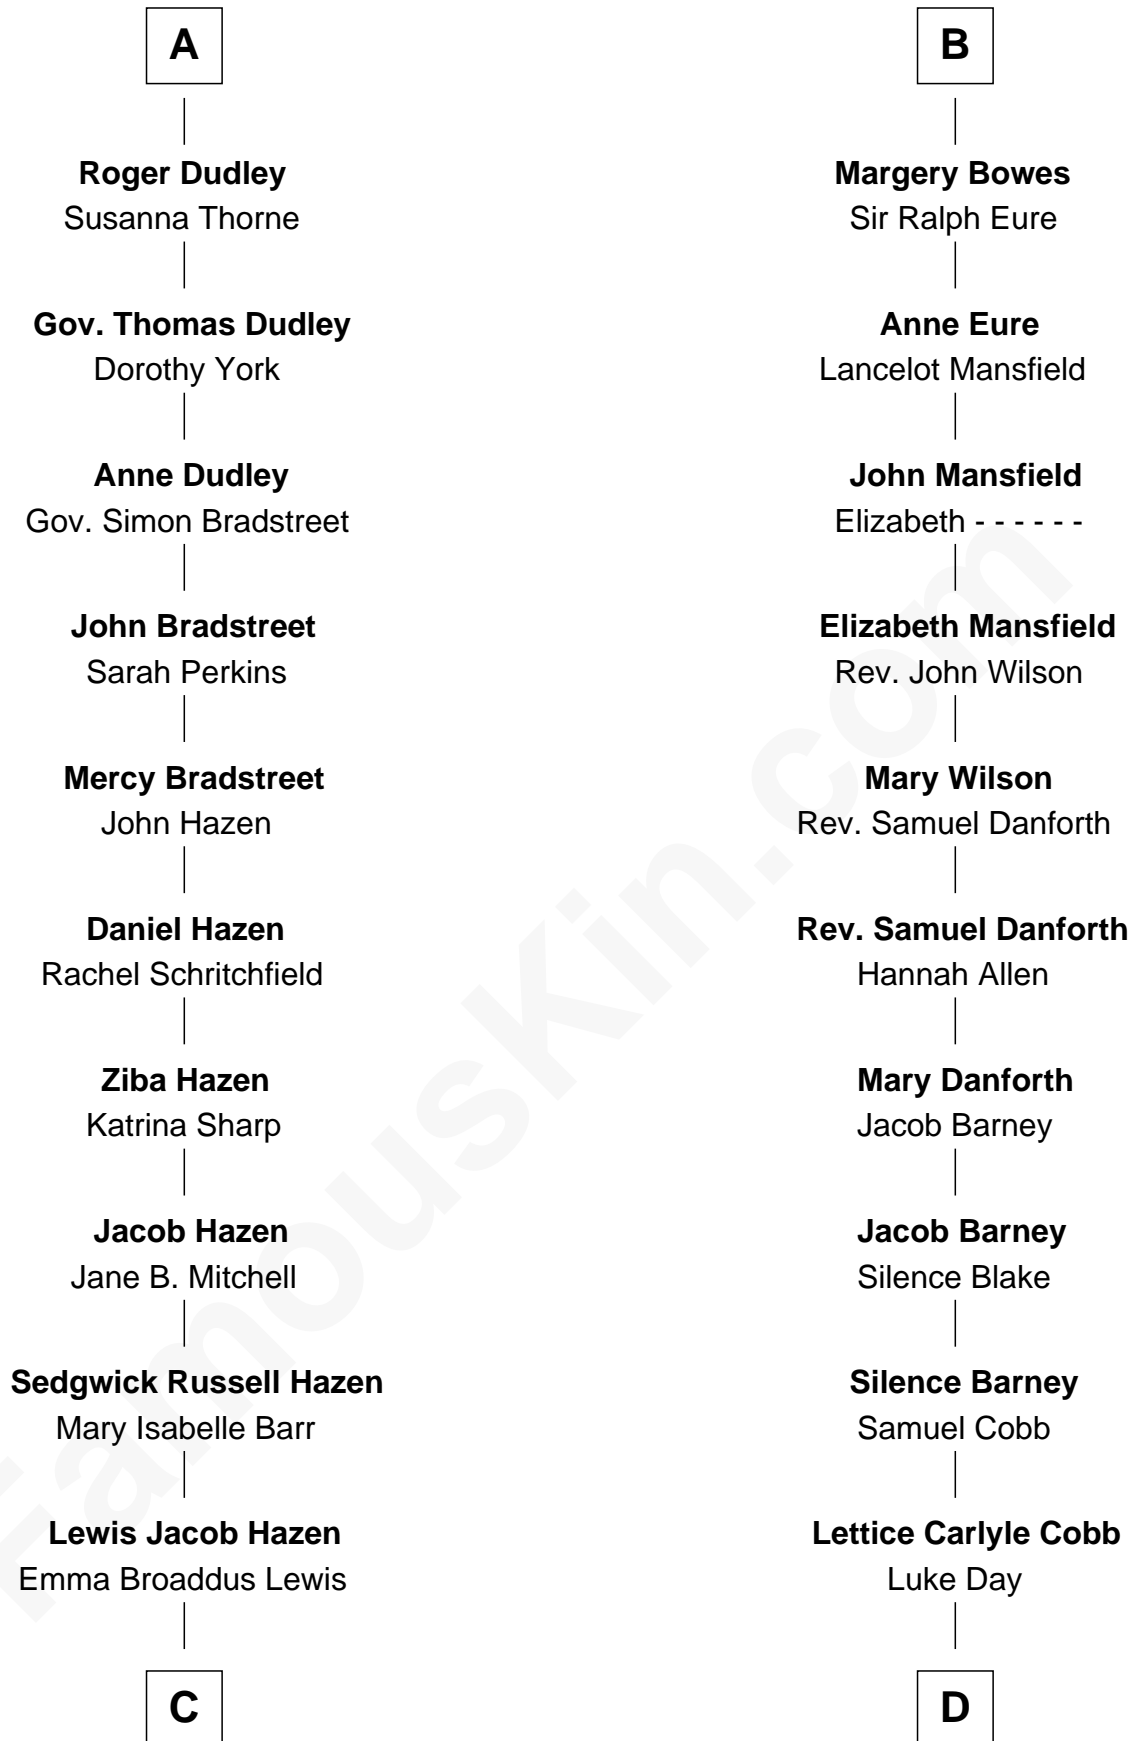 A
Roger Dudley
Susanna Thorne
Gov. Thomas Dudley
Dorothy York
Anne Dudley
Gov. Simon Bradstreet
John Bradstreet
Sarah Perkins
Mercy Bradstreet
John Hazen
Daniel Hazen
Rachel Schritchfield
Ziba Hazen
Katrina Sharp
Jacob Hazen
Jane B. Mitchell
Sedgwick Russell Hazen
Mary Isabelle Barr
Lewis Jacob Hazen
Emma Broaddus Lewis
C
B
Margery Bowes
Sir Ralph Eure
Anne Eure
Lancelot Mansfield
John Mansfield
Elizabeth - - - - - -
Elizabeth Mansfield
Rev. John Wilson
Mary Wilson
Rev. Samuel Danforth
Rev. Samuel Danforth
Hannah Allen
Mary Danforth
Jacob Barney
Jacob Barney
Silence Blake
Silence Barney
Samuel Cobb
Lettice Carlyle Cobb
Luke Day
D
FamousKin.com